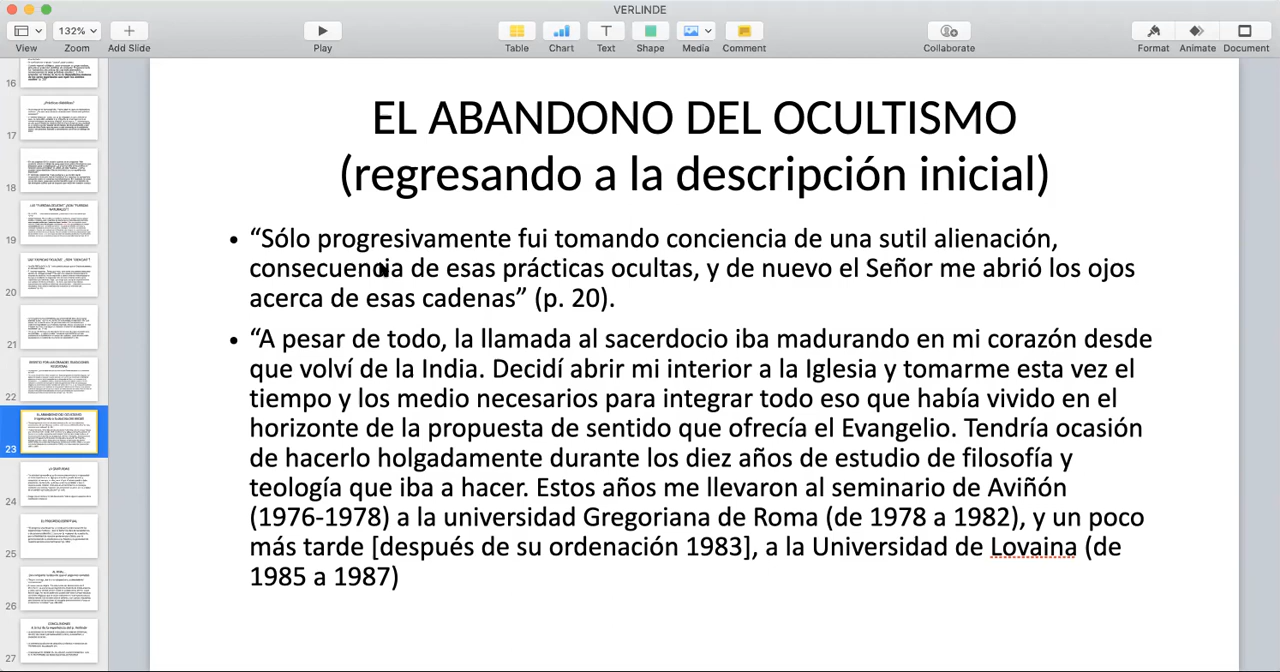 VERLINDE
132%
View
Zoom
Add Slide
Play
Table
Chart
Text
Shape
Media
Comment
Collaborate
Format
Animate
Document
16
17
18
19
20
21
22
23
24
25
26
27
EL ABANDONO DEL OCULTISMO
(regresando a la descripción inicial)
• “Sólo progresivamente fui tomando conciencia de una sutil alienación,
consecuencia de esas prácticas ocultas, y de nuevo el Señor me abrió los ojos
acerca de esas cadenas” (p. 20).
• “A pesar de todo, la llamada al sacerdocio iba madurando en mi corazón desde
que volví de la India. Decidí abrir mi interior a la Iglesia y tomarme esta vez el
tiempo y los medio necesarios para integrar todo eso que había vivido en el
horizonte de la propuesta de sentido que ofrecía el Evangelio. Tendría ocasión
de hacerlo holgadamente durante los diez años de estudio de filosofía y
teología que iba a hacer. Estos años me llevaron al seminario de Aviñón
(1976-1978) a la universidad Gregoriana de Roma (de 1978 a 1982), y un poco
más tarde [después de su ordenación 1983], a la Universidad de Lovaina (de
1985 a 1987)